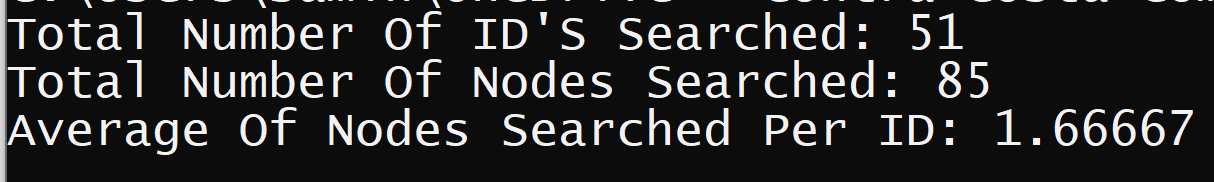 Total Number Of ID'S Searched: 51
Total Number Of Nodes Searched: 85
Average Of Nodes Searched Per ID: 1.66667